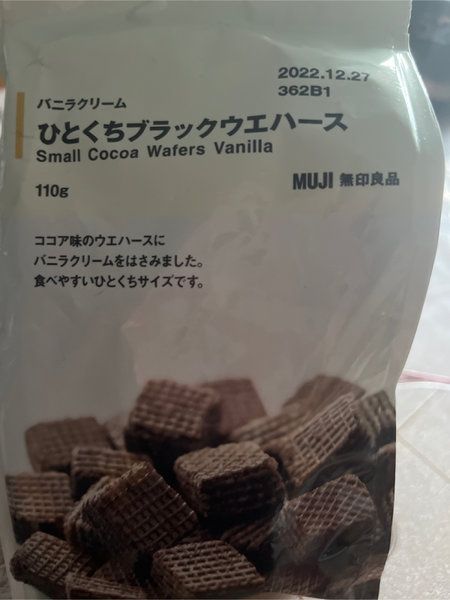 2022.12.27
362B1
バニラクリーム
ひとくちブラックウエハース
Small Cocoa Wafers Vanilla
110g
MUJI 無印良品
ココア味のウエハースに
バニラクリームをはさみました。
食べやすいひとくちサイズです。